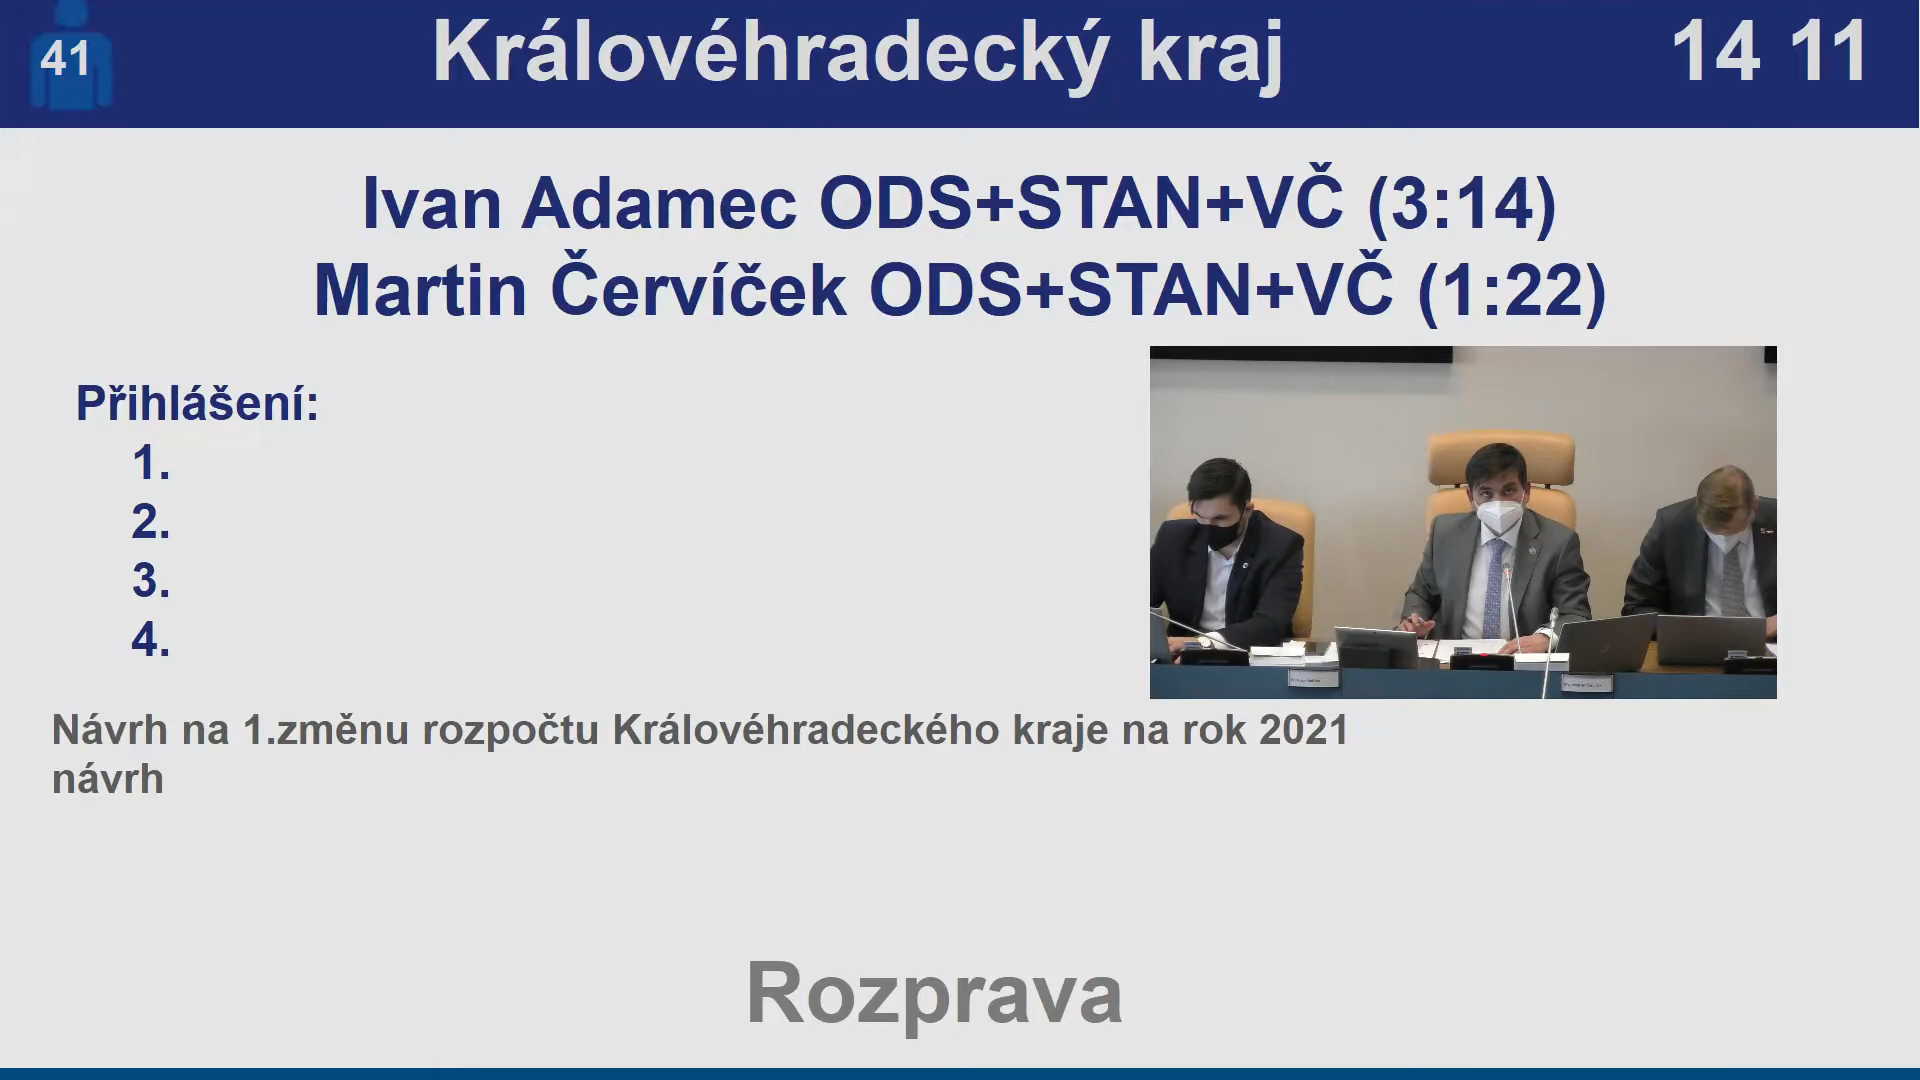 41
Královéhradecký kraj
14 11
Ivan Adamec ODS+STAN+VČ (3:14)
Martin Červíček ODS+STAN+VČ (1:22)
Přihlášení:
1.
2.
3.
4.
Návrh na 1.změnu rozpočtu Královéhradeckého kraje na rok 2021
návrh
Rozprava